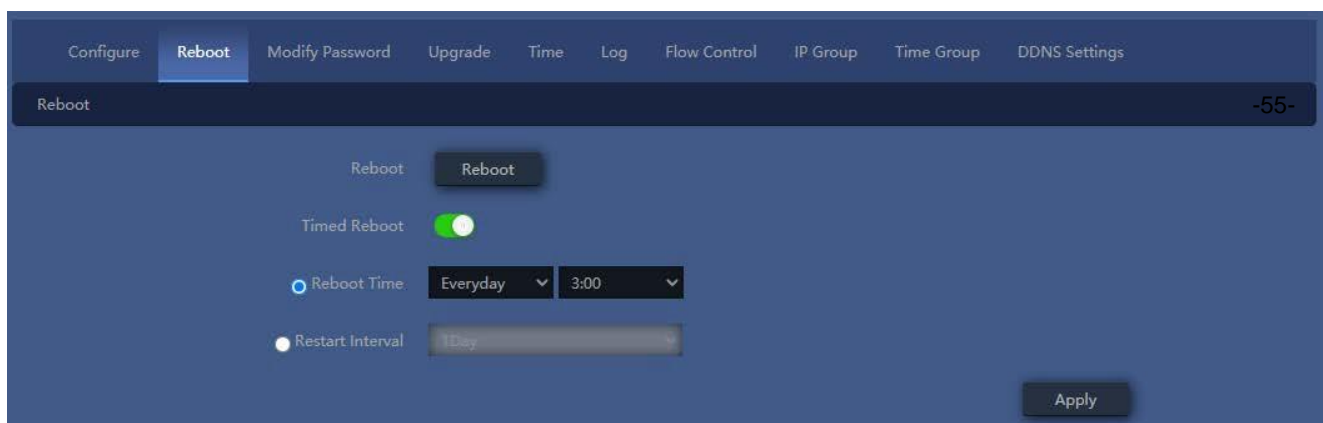 Configure Reboot Modify Password Upgrade Time Log Flow Control IP Group Time Group DDNS Settings
Reboot -55-
Reboot Reboot
Timed Reboot
Reboot Time Everyday 3:00
Restart Interval 1Day
Apply